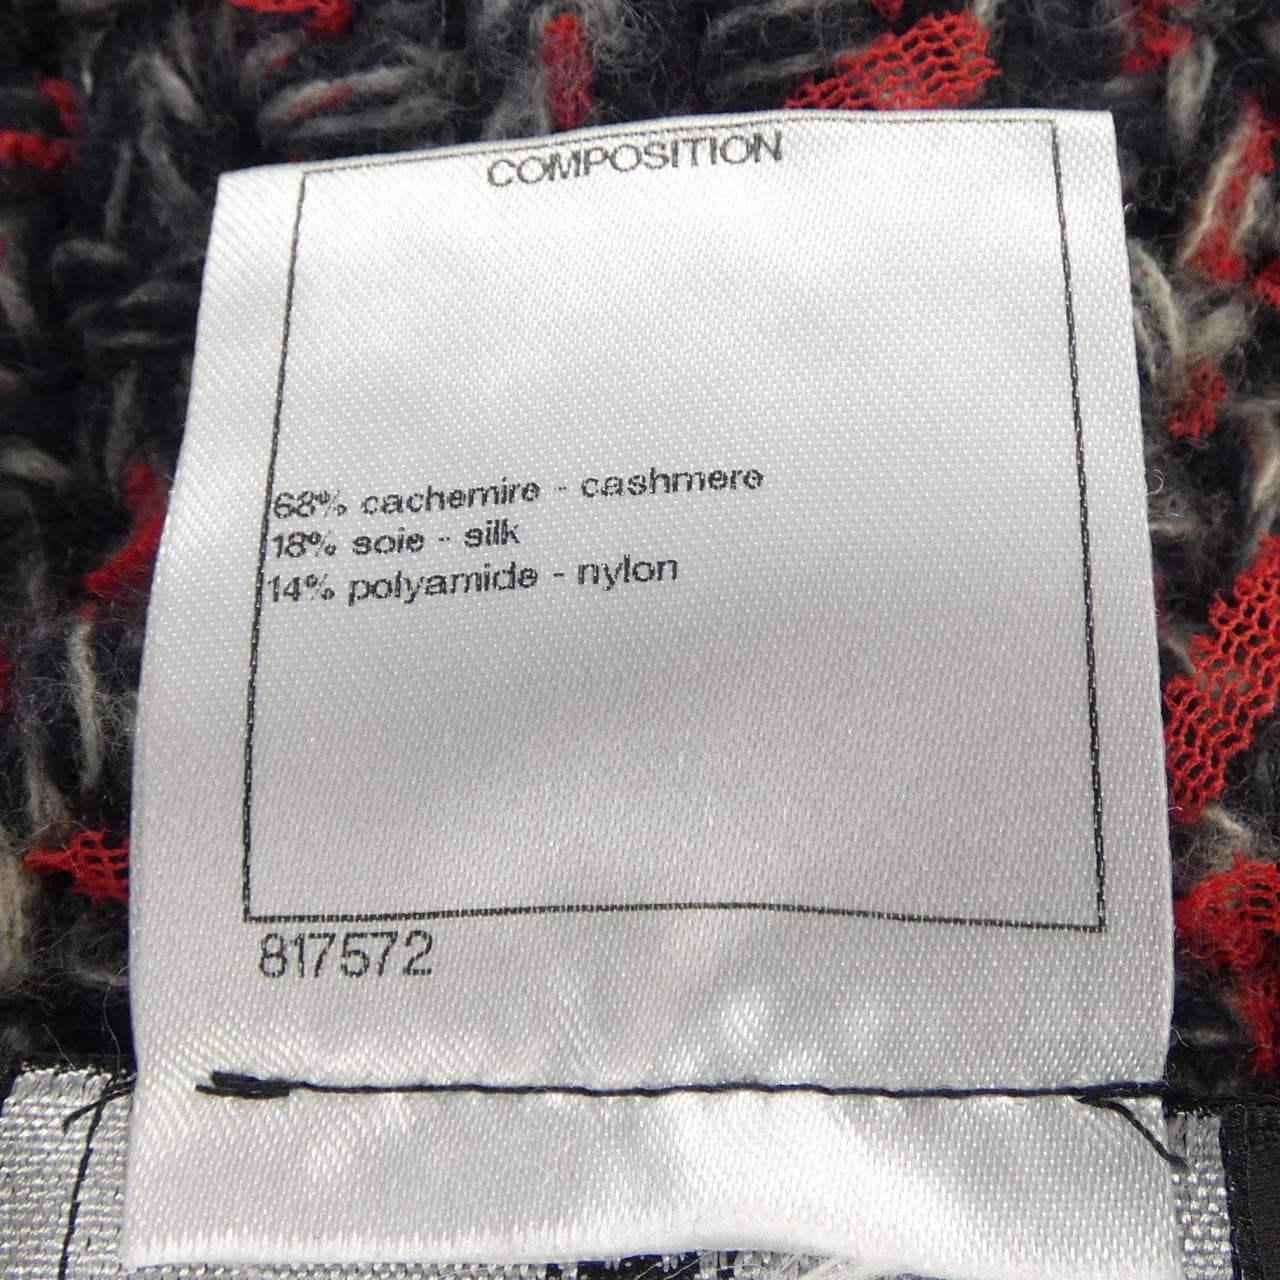 COMPOSITION
68% cachemire - cashmere
18% soie - silk
14% polyamide - nylon
817572